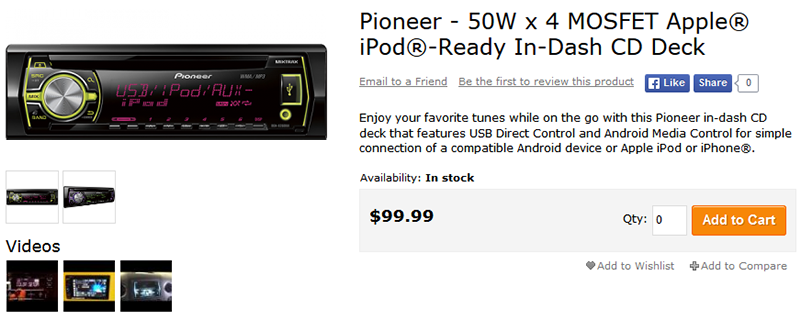 Pioneer - 50W x 4 MOSFET Apple®
iPod®-Ready In-Dash CD Deck
Email to a Friend
Be the first to review this product
Like
Share
0
Enjoy your favorite tunes while on the go with this Pioneer in-dash CD
deck that features USB Direct Control and Android Media Control for simple
connection of a compatible Android device or Apple iPod or iPhone®.
Availability: In stock
$99.99
Qty: 0
Add to Cart
Add to Wishlist
Add to Compare
Pioneer
WMA/MP3
MIXTRAX
SRC
MIX
BAND
USB/iPod/AUX-
iPod
Videos